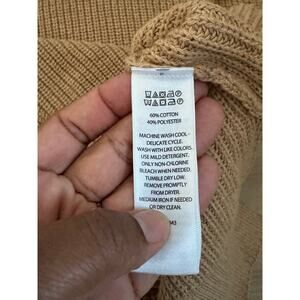 60% COTTON
40% POLYESTER
MACHINE WASH COOL -
DELICATE CYCLE.
WASH WITH LIKE COLORS.
USE MILD DETERGENT.
ONLY NON-CHLORINE
BLEACH WHEN NEEDED.
TUMBLE DRY LOW.
REMOVE PROMPTLY
FROM DRYER.
MEDIUM IRON IF NEEDED
OR DRY CLEAN.